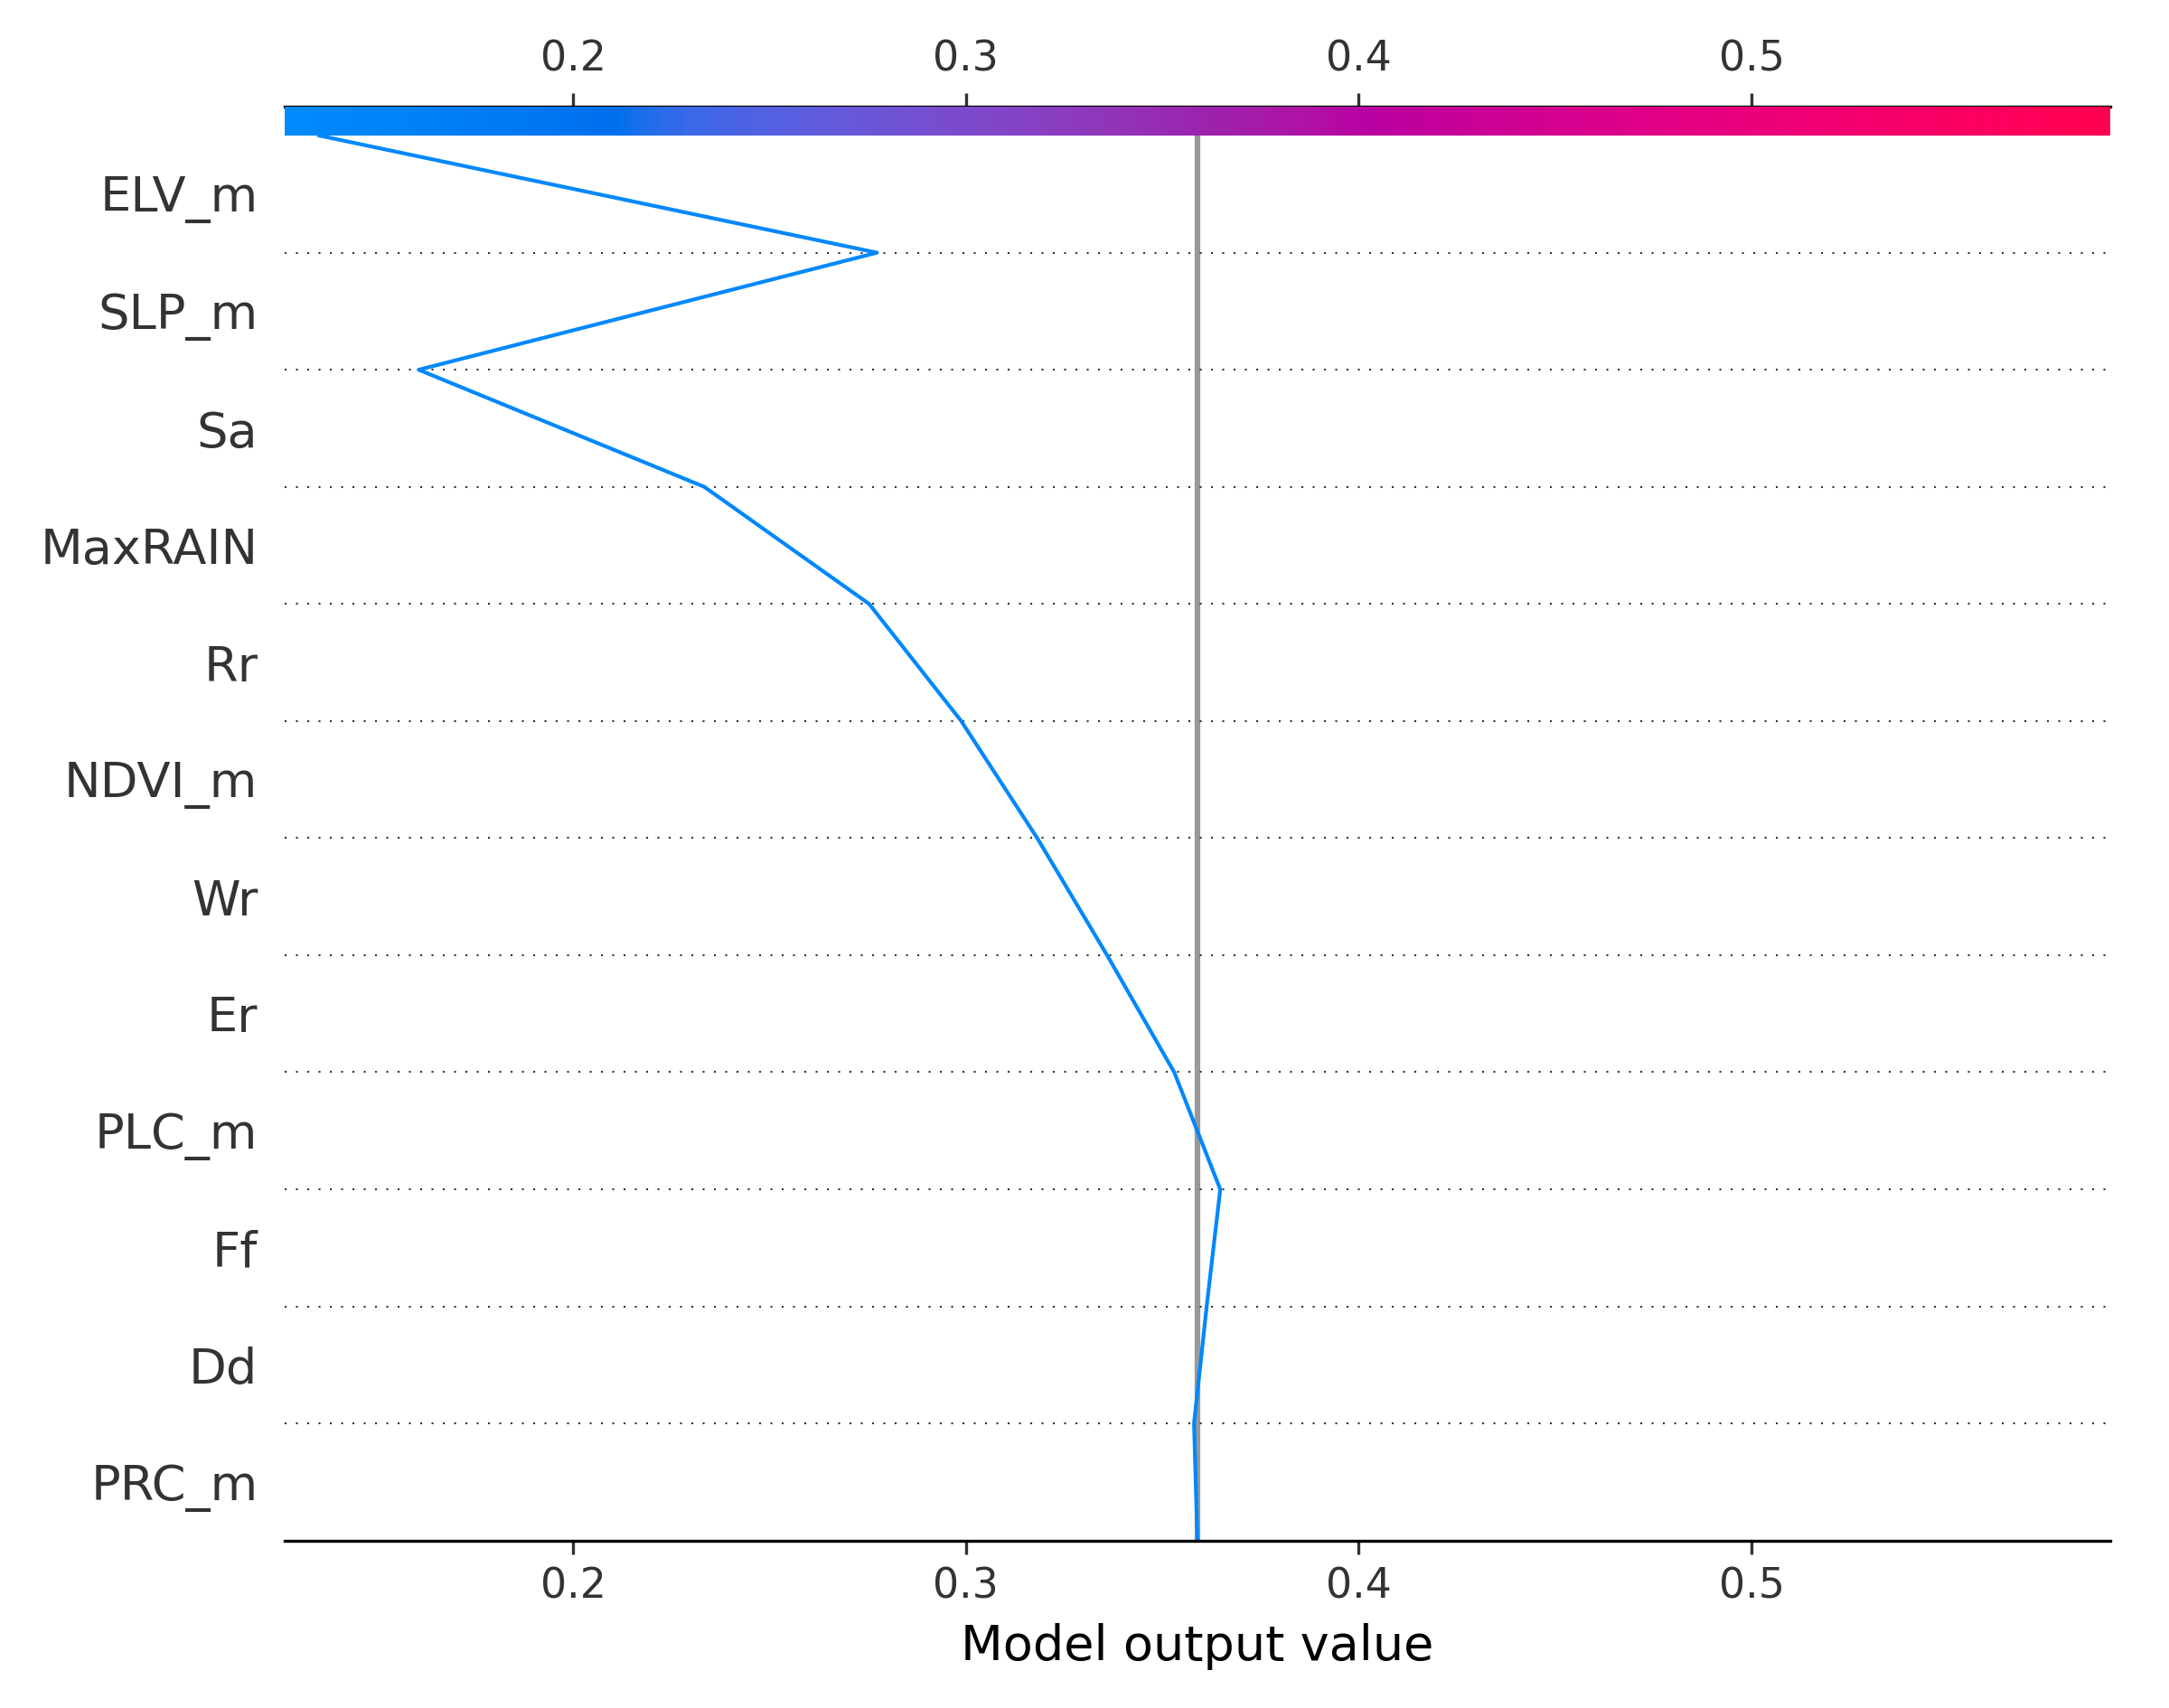 0.2 0.3 0.4 0.5
ELV_m
SLP_m
Sa
MaxRAIN
Rr
NDVI_m
Wr
Er
PLC_m
Ff
Dd
PRC_m
0.2 0.3 0.4 0.5
Model output value